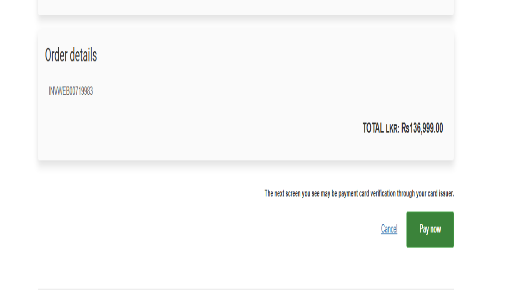 Order details
INVWEB00719983
TOTAL LKR: Rs136,999.00
The next screen you see may be payment card verification through your card issuer.
Cancel Pay now